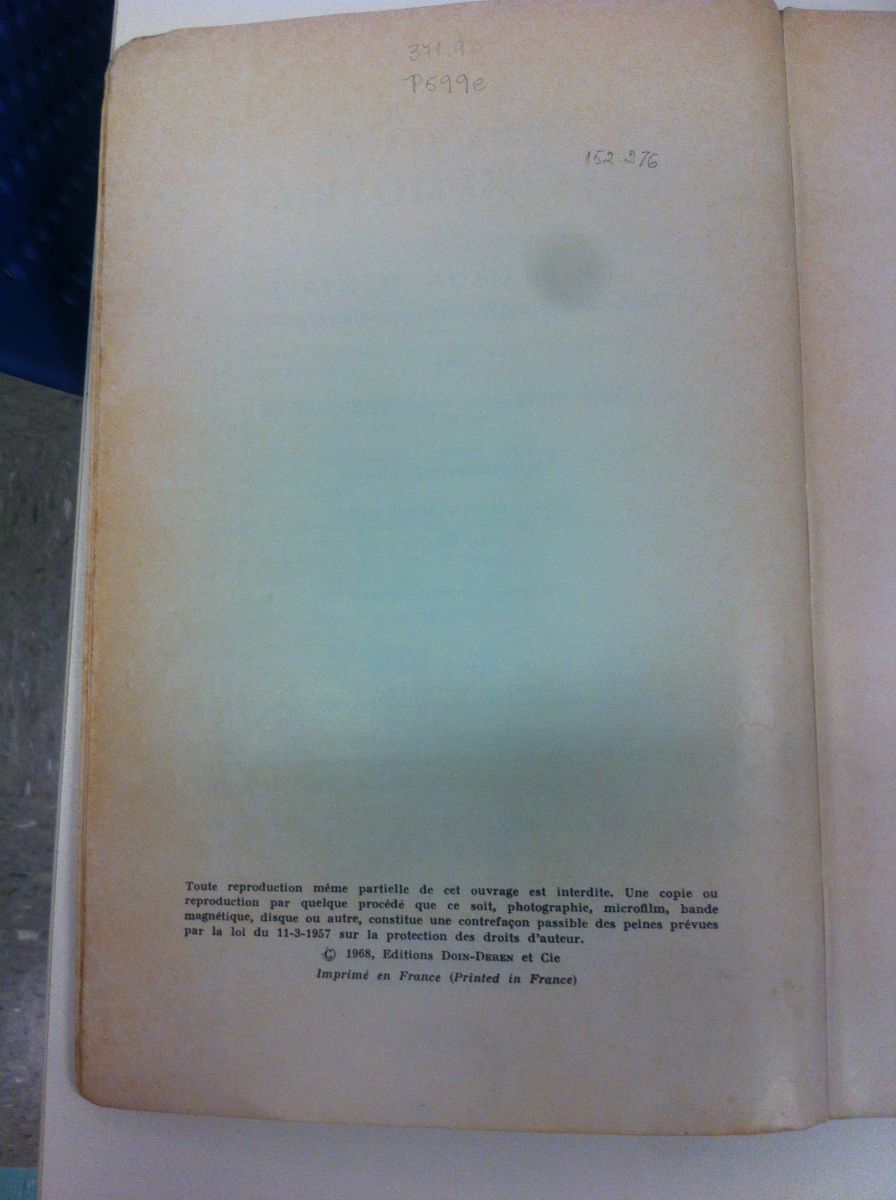 371.9
P599e
152.276
Toute reproduction même partielle de cet ouvrage est interdite. Une copie ou
reproduction par quelque procédé que ce soit, photographie, microfilm, bande
magnétique, disque ou autre, constitue une contrefaçon passible des peines prévues
par la loi du 11-3-1957 sur la protection des droits d'auteur.
© 1968, Editions DOIN-DEREN et Cie
Imprimé en France (Printed in France)